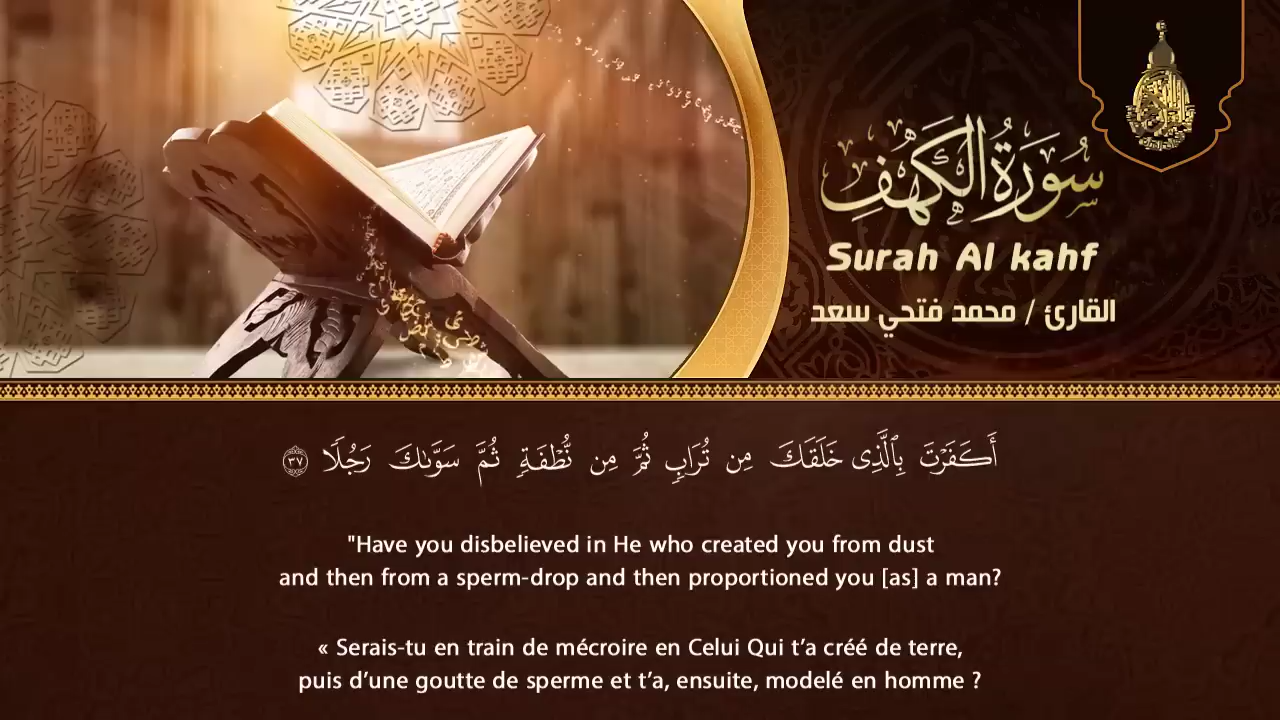 سُورَةُ الكَهْفِ
Surah Al kahf
القارئ / محمد فتحي سعد
أَكَفَرْتَ بِٱلَّذِى خَلَقَكَ مِن تُرَابٍ ثُمَّ مِن نُّطْفَةٍ ثُمَّ سَوَّىٰكَ رَجُلًا ٣٧
"Have you disbelieved in He who created you from dust
and then from a sperm-drop and then proportioned you [as] a man?
« Serais-tu en train de mécroire en Celui Qui t’a créé de terre,
puis d’une goutte de sperme et t’a, ensuite, modelé en homme ?